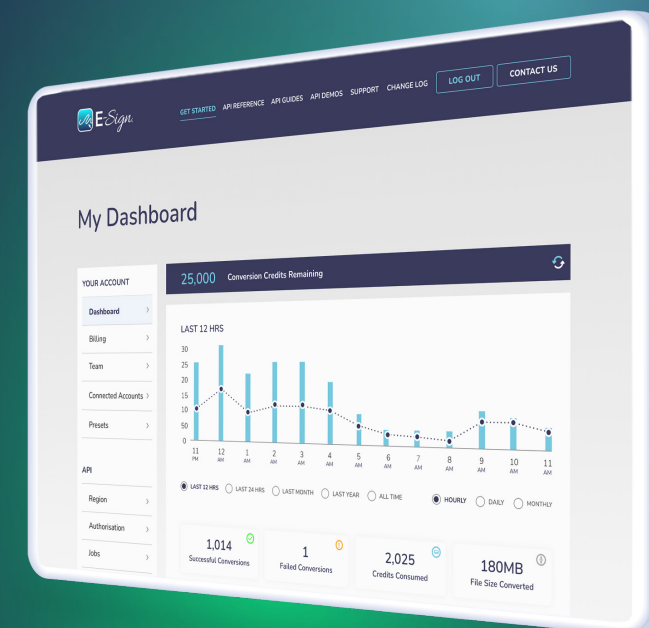 E-Sign.
GET STARTED API REFERENCE API GUIDES API DEMOS SUPPORT CHANGE LOG LOG OUT CONTACT US
My Dashboard
YOUR ACCOUNT
Dashboard
Billing
Team
Connected Accounts
Presets
API
Region
Authorisation
Jobs
25,000 Conversion Credits Remaining
LAST 12 HRS
30
25
20
15
10
50
0
11 12 1 2 3 4 5 6 7 8 9 10 11
PM AM AM AM AM AM AM AM AM AM AM AM AM
LAST 12 HRS LAST 24 HRS LAST MONTH LAST YEAR ALL TIME HOURLY DAILY MONTHLY
1,014
Successful Conversions
1
Failed Conversions
2,025
Credits Consumed
180MB
File Size Converted